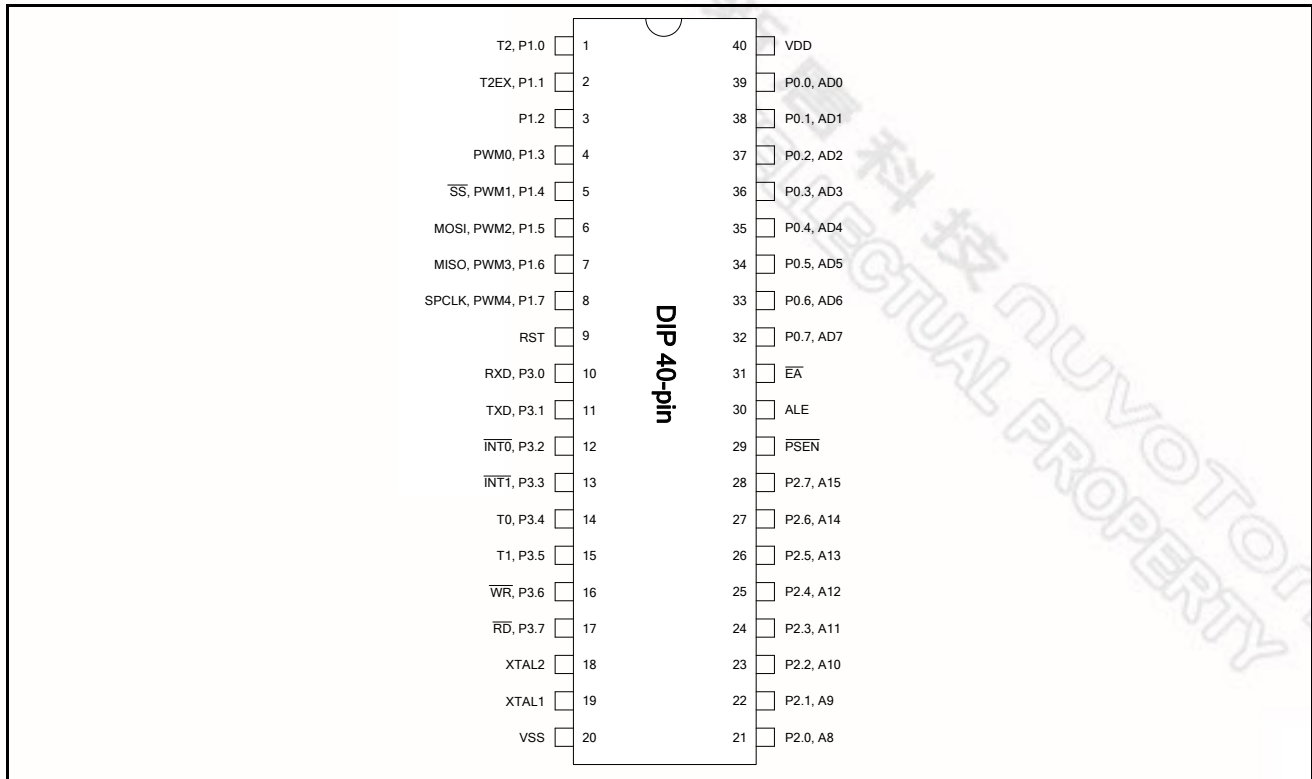 T2, P1.0 1 40 VDD
T2EX, P1.1 2 39 P0.0, AD0
P1.2 3 38 P0.1, AD1
PWM0, P1.3 4 37 P0.2, AD2
S̅S̅, PWM1, P1.4 5 36 P0.3, AD3
MOSI, PWM2, P1.5 6 35 P0.4, AD4
MISO, PWM3, P1.6 7 34 P0.5, AD5
SPCLK, PWM4, P1.7 8 33 P0.6, AD6
RST 9 32 P0.7, AD7
RXD, P3.0 10 31 E̅A̅
TXD, P3.1 11 30 ALE
I̅N̅T̅0̅, P3.2 12 29 P̅S̅E̅N̅
I̅N̅T̅1̅, P3.3 13 28 P2.7, A15
T0, P3.4 14 27 P2.6, A14
T1, P3.5 15 26 P2.5, A13
W̅R̅, P3.6 16 25 P2.4, A12
R̅D̅, P3.7 17 24 P2.3, A11
XTAL2 18 23 P2.2, A10
XTAL1 19 22 P2.1, A9
VSS 20 21 P2.0, A8
DIP 40-pin
科技 nuvoTon
PROPERTY